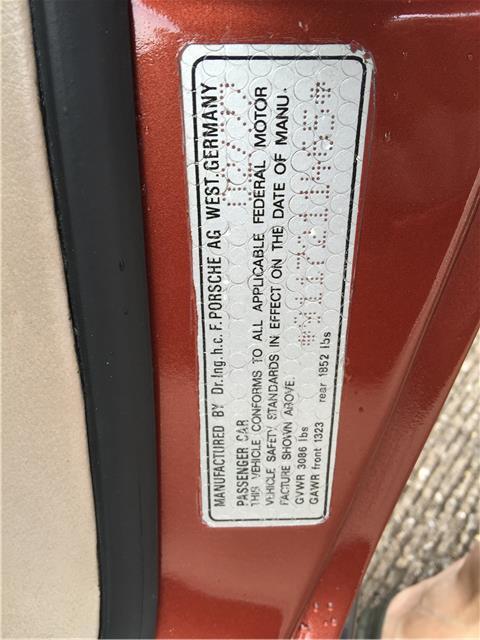 MANUFACTURED BY Dr.Ing.h.c.F.PORSCHE AG WEST.GERMANY
PASSENGER CAR
THIS VEHICLE CONFORMS TO ALL APPLICABLE FEDERAL MOTOR
VEHICLE SAFETY STANDARDS IN EFFECT ON THE DATE OF MANU-
FACTURE SHOWN ABOVE.
GVWR 3086 lbs
GAWR front 1323 rear 1852 lbs